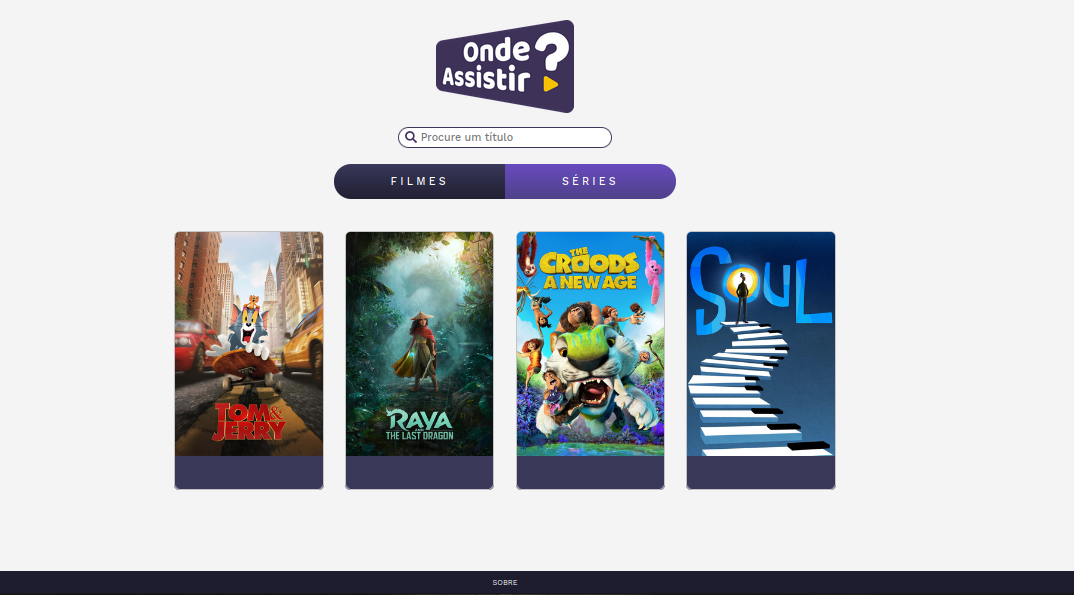 Onde
Assistir ?
Procure um título
FILMES SÉRIES
TOM &
JERRY
RAYA
THE LAST DRAGON
THE
CROODS
A NEW AGE
SOUL
SOBRE